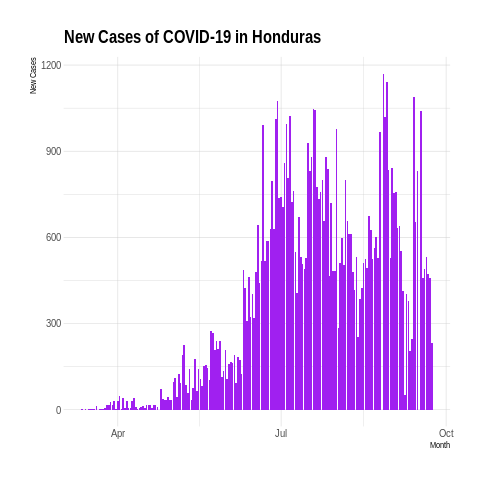 New Cases of COVID-19 in Honduras
New Cases
1200
900
600
300
0
Apr
Jul
Oct
Month